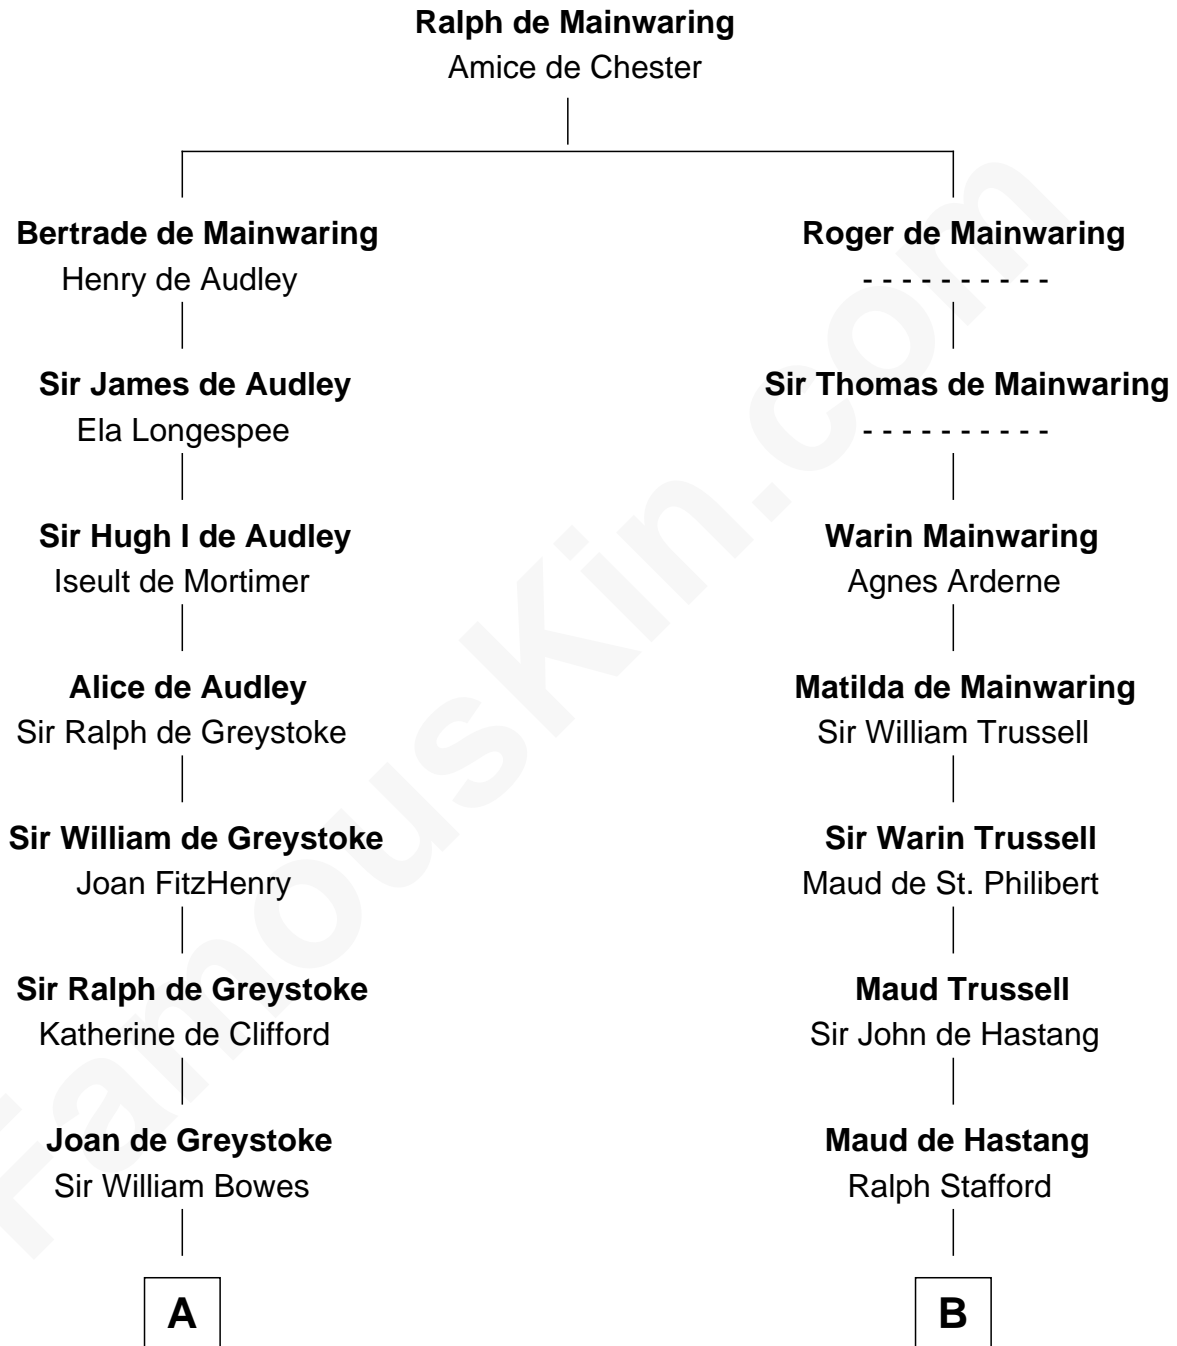 Ralph de Mainwaring
Amice de Chester
Bertrade de Mainwaring
Henry de Audley
Roger de Mainwaring
- - - - - - - - - -
Sir James de Audley
Ela Longespee
Sir Thomas de Mainwaring
- - - - - - - - - -
Sir Hugh I de Audley
Iseult de Mortimer
Warin Mainwaring
Agnes Arderne
Alice de Audley
Sir Ralph de Greystoke
Matilda de Mainwaring
Sir William Trussell
Sir William de Greystoke
Joan FitzHenry
Sir Warin Trussell
Maud de St. Philibert
Sir Ralph de Greystoke
Katherine de Clifford
Maud Trussell
Sir John de Hastang
Joan de Greystoke
Sir William Bowes
Maud de Hastang
Ralph Stafford
A
B
FamousKin.com